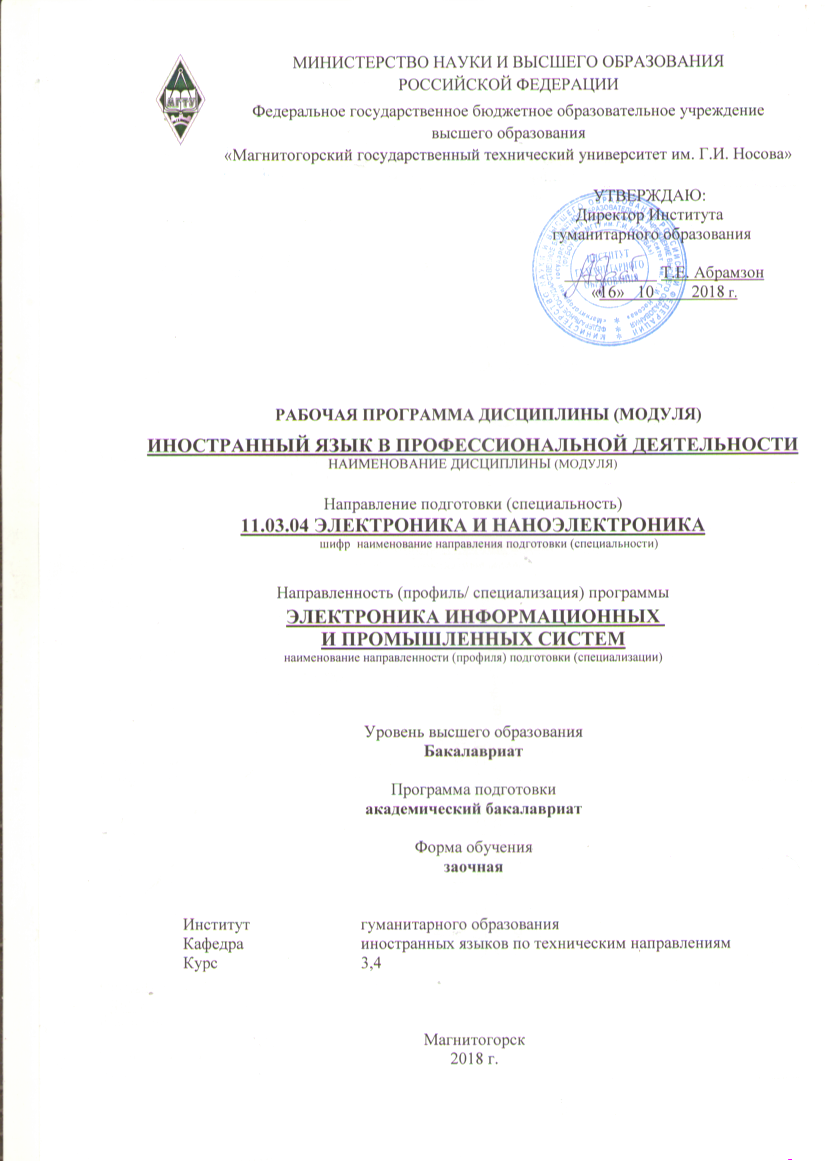 МИНИСТЕРСТВО НАУКИ И ВЫСШЕГО ОБРАЗОВАНИЯ
РОССИЙСКОЙ ФЕДЕРАЦИИ
Федеральное государственное бюджетное образовательное учреждение
высшего образования
«Магнитогорский государственный технический университет им. Г.И. Носова»
МГТУ
УТВЕРЖДАЮ:
Директор Института
гуманитарного образования
Т.Е. Абрамзон
«16» 10 2018 г.
РАБОЧАЯ ПРОГРАММА ДИСЦИПЛИНЫ (МОДУЛЯ)
ИНОСТРАННЫЙ ЯЗЫК В ПРОФЕССИОНАЛЬНОЙ ДЕЯТЕЛЬНОСТИ
НАИМЕНОВАНИЕ ДИСЦИПЛИНЫ (МОДУЛЯ)
Направление подготовки (специальность)
11.03.04 ЭЛЕКТРОНИКА И НАНОЭЛЕКТРОНИКА
шифр наименование направления подготовки (специальности)
Направленность (профиль/ специализация) программы
ЭЛЕКТРОНИКА ИНФОРМАЦИОННЫХ
И ПРОМЫШЛЕННЫХ СИСТЕМ
наименование направленности (профиля) подготовки (специализации)
Уровень высшего образования
Бакалавриат
Программа подготовки
академический бакалавриат
Форма обучения
заочная
Институт гуманитарного образования
Кафедра иностранных языков по техническим направлениям
Курс 3,4
Магнитогорск
2018 г.